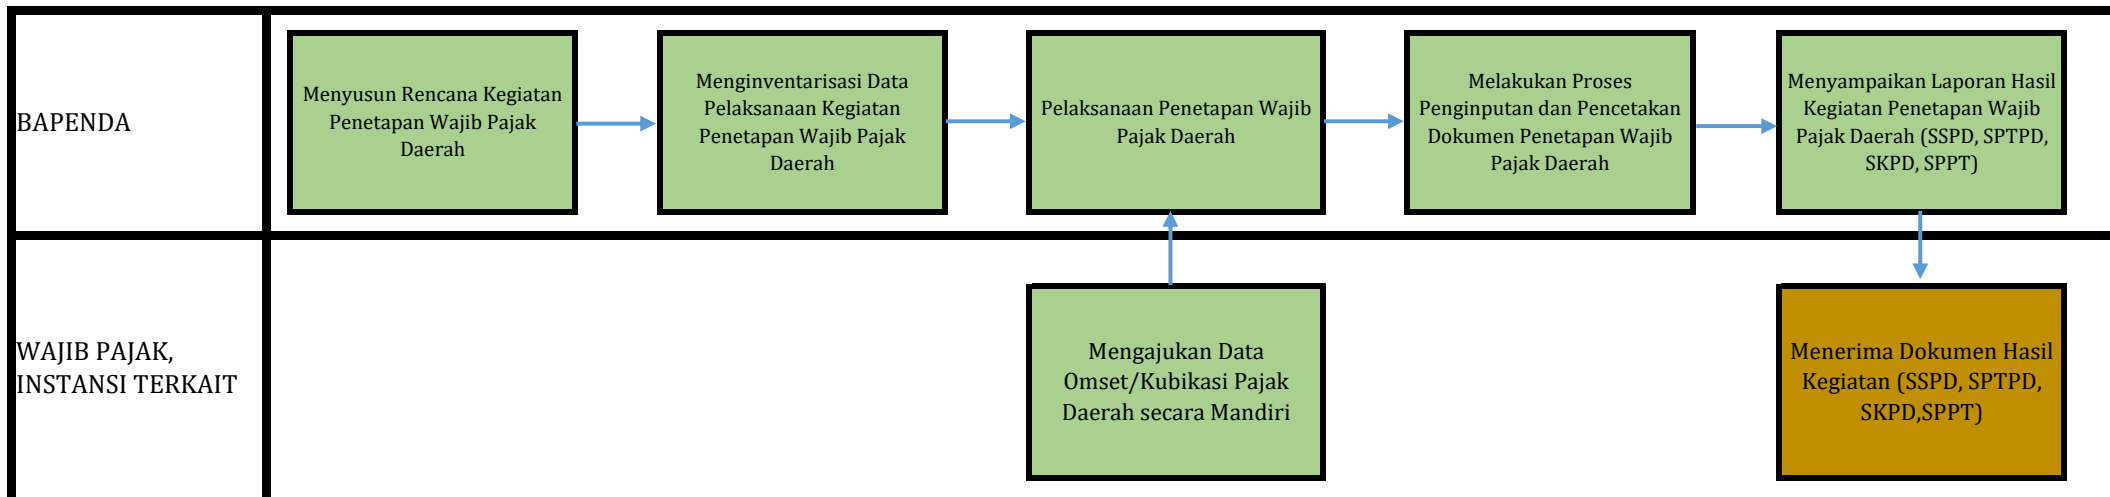 BAPENDA
Menyusun Rencana Kegiatan
Penetapan Wajib Pajak
Daerah
Menginventarisasi Data
Pelaksanaan Kegiatan
Penetapan Wajib Pajak
Daerah
Pelaksanaan Penetapan Wajib
Pajak Daerah
Melakukan Proses
Penginputan dan Pencetakan
Dokumen Penetapan Wajib
Pajak Daerah
Menyampaikan Laporan Hasil
Kegiatan Penetapan Wajib
Pajak Daerah (SSPD, SPTPD,
SKPD, SPPT)
WAJIB PAJAK,
INSTANSI TERKAIT
Mengajukan Data
Omset/Kubikasi Pajak
Daerah secara Mandiri
Menerima Dokumen Hasil
Kegiatan (SSPD, SPTPD,
SKPD,SPPT)